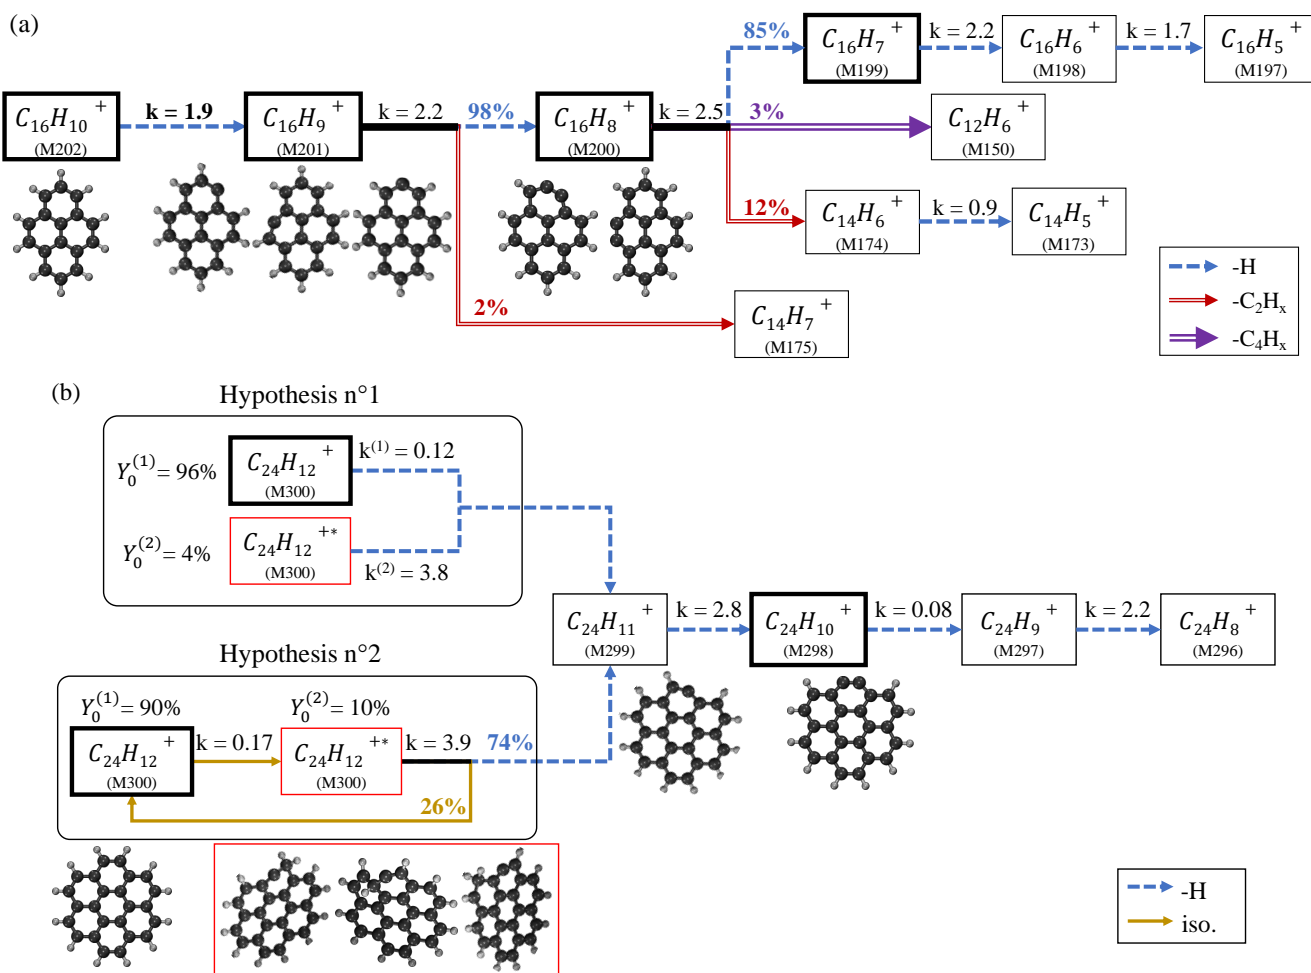 (a)
85%
C₁₆H₇⁺
(M199)
k = 2.2
C₁₆H₆⁺
(M198)
k = 1.7
C₁₆H₅⁺
(M197)
C₁₆H₁₀⁺
(M202)
k = 1.9
C₁₆H₉⁺
(M201)
k = 2.2
98%
C₁₆H₈⁺
(M200)
k = 2.5
3%
C₁₂H₆⁺
(M150)
12%
C₁₄H₆⁺
(M174)
k = 0.9
C₁₄H₅⁺
(M173)
2%
C₁₄H₇⁺
(M175)
-H
-C₂Hₓ
-C₄Hₓ
(b)
Hypothesis n°1
Y₀⁽¹⁾= 96%
C₂₄H₁₂⁺
(M300)
k⁽¹⁾ = 0.12
Y₀⁽²⁾= 4%
C₂₄H₁₂⁺*
(M300)
k⁽²⁾ = 3.8
C₂₄H₁₁⁺
(M299)
k = 2.8
C₂₄H₁₀⁺
(M298)
k = 0.08
C₂₄H₉⁺
(M297)
k = 2.2
C₂₄H₈⁺
(M296)
Hypothesis n°2
Y₀⁽¹⁾= 90%
Y₀⁽²⁾= 10%
C₂₄H₁₂⁺
(M300)
k = 0.17
C₂₄H₁₂⁺*
(M300)
k = 3.9
74%
26%
-H
iso.